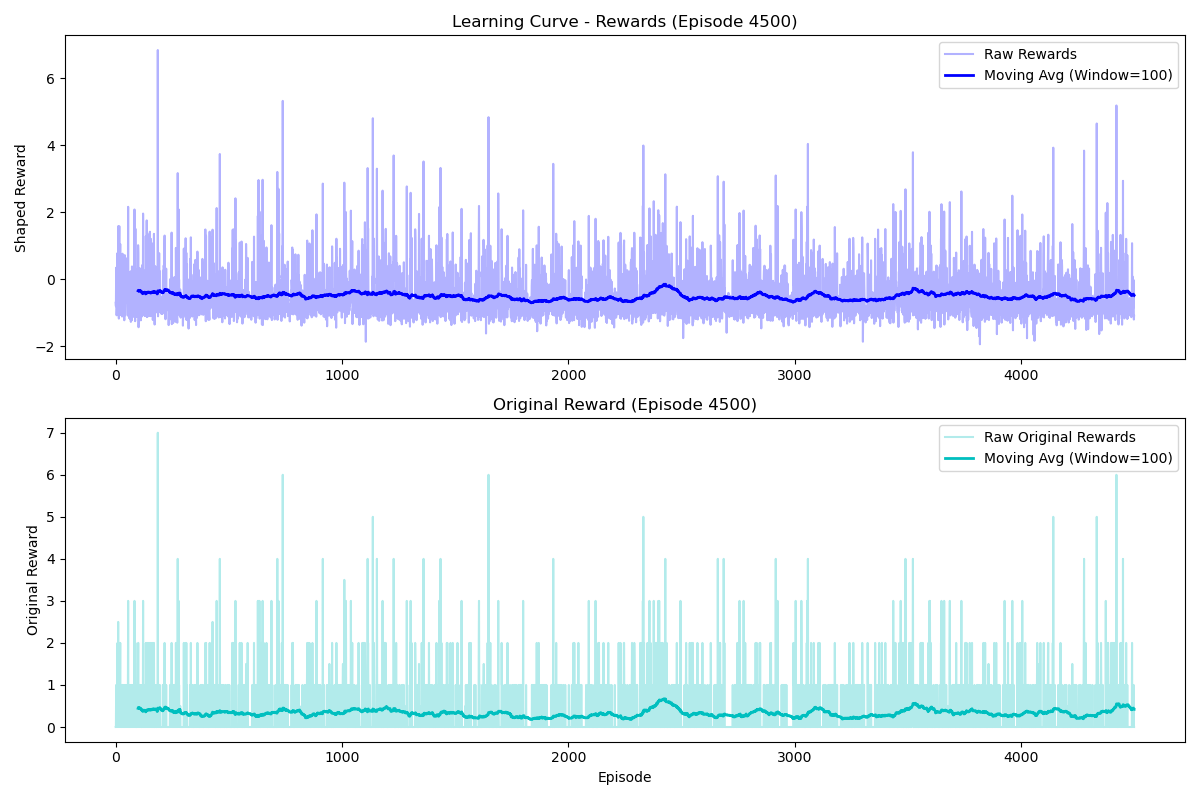 Learning Curve - Rewards (Episode 4500)
Raw Rewards
Moving Avg (Window=100)
Shaped Reward
6
4
2
0
−2
0 1000 2000 3000 4000
Original Reward (Episode 4500)
Raw Original Rewards
Moving Avg (Window=100)
Original Reward
7
6
5
4
3
2
1
0
0 1000 2000 3000 4000
Episode